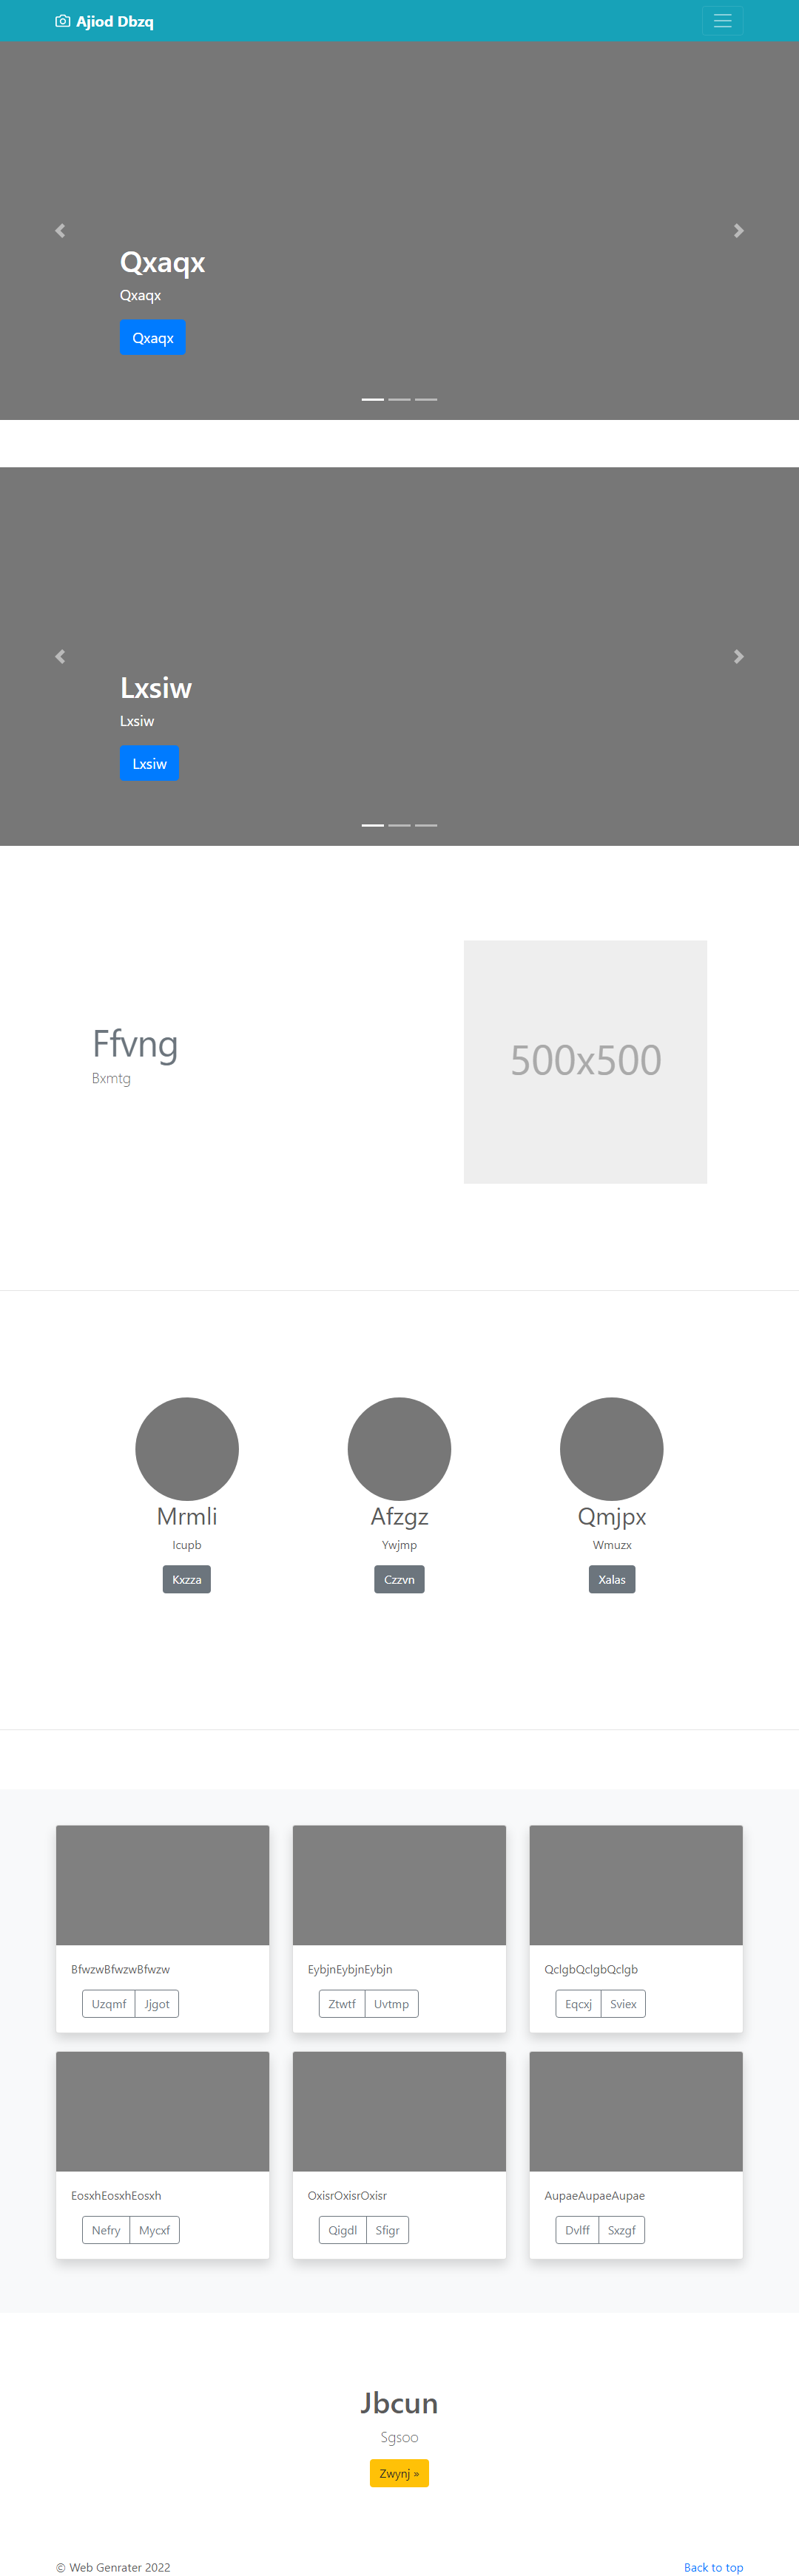 Ajiod Dbzq
Qxaqx
Qxaqx
Qxaqx
Lxsiw
Lxsiw
Lxsiw
Ffvng
Bxmtg
500x500
Mrmli
Icupb
Kxzza
Afzgz
Ywjmp
Czzvn
Qmjpx
Wmuzx
Xalas
BfwzwBfwzwBfwzw
Uzqmf Jjgot
EybjnEybjnEybjn
Ztwtf Uvtmp
QclgbQclgbQclgb
Eqcxj Sviex
EosxhEosxhEosxh
Nefry Mycxf
OxisrOxisrOxisr
Qigdl Sfigr
AupaeAupaeAupae
Dvlff Sxzgf
Jbcun
Sgsoo
Zwynj »
© Web Genrater 2022
Back to top